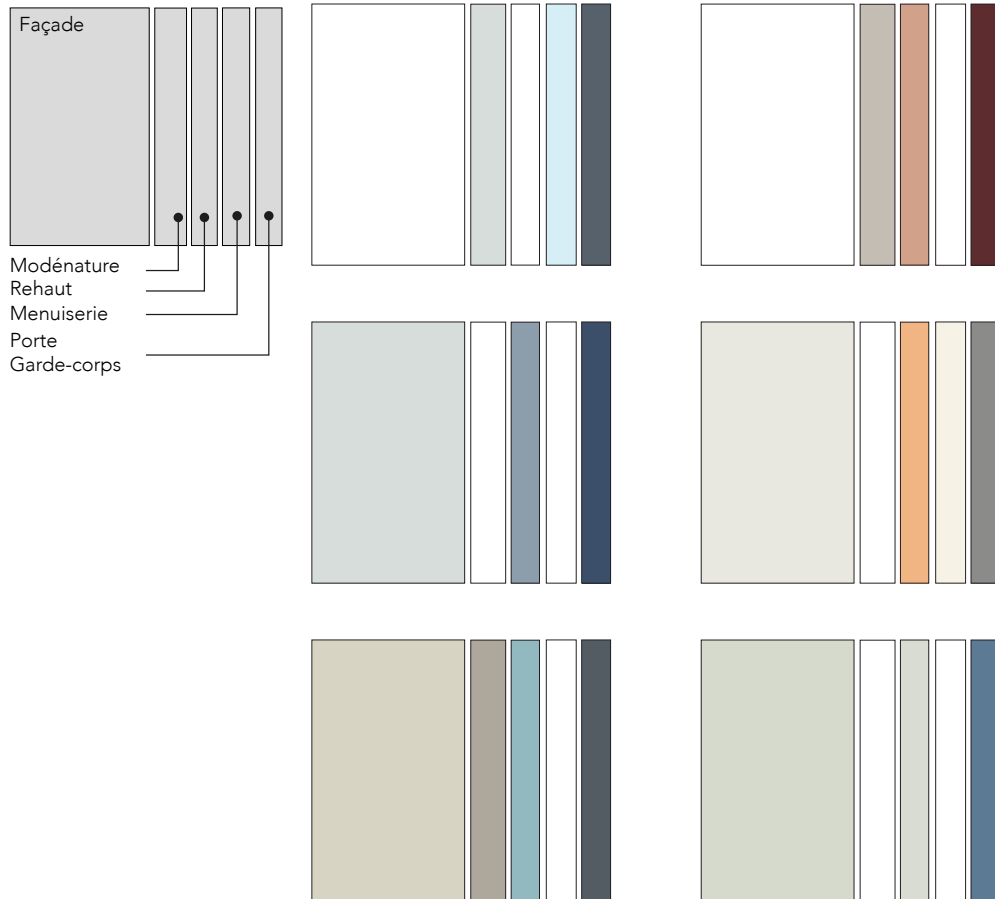 Façade
Modénature
Rehaut
Menuiserie
Porte
Garde-corps